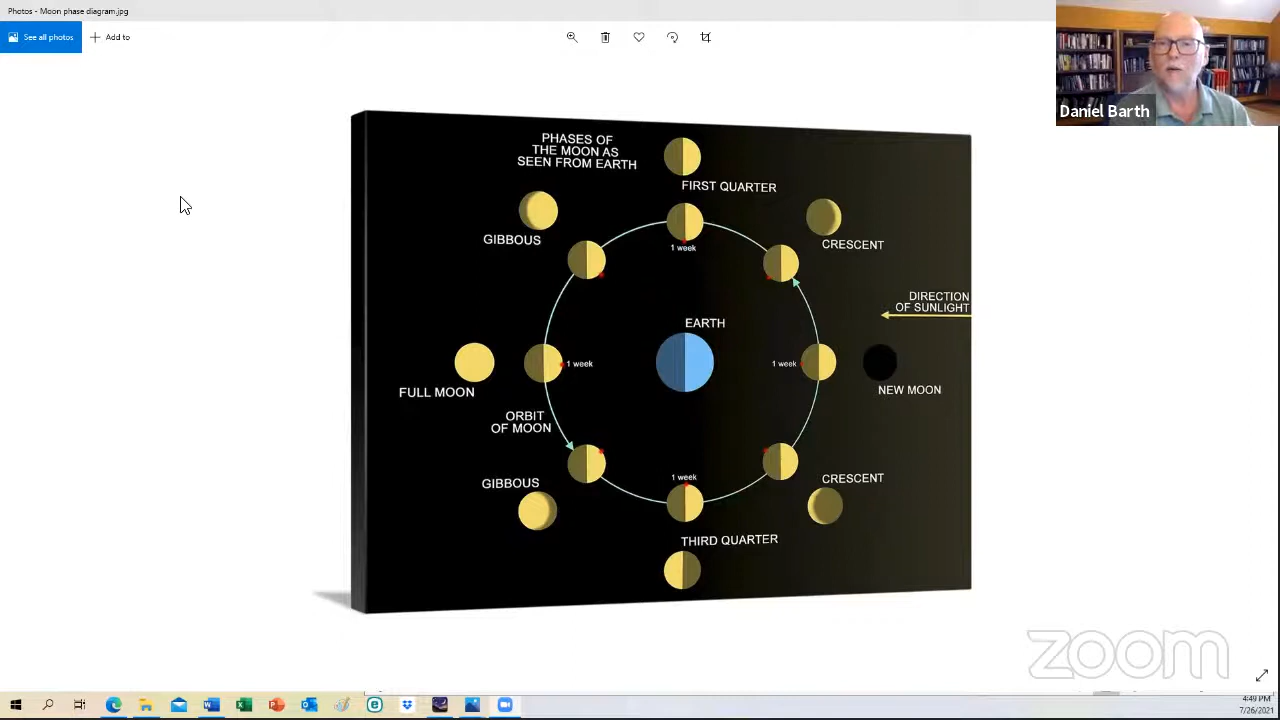 Photos - Moon phase diagram.jpg
See all photos
Add to
Daniel Barth
PHASES OF
THE MOON AS
SEEN FROM EARTH
FIRST QUARTER
GIBBOUS
1 week
CRESCENT
DIRECTION
OF SUNLIGHT
EARTH
1 week
1 week
FULL MOON
NEW MOON
ORBIT
OF MOON
GIBBOUS
1 week
CRESCENT
THIRD QUARTER
zoom
4:49 PM
7/26/2021